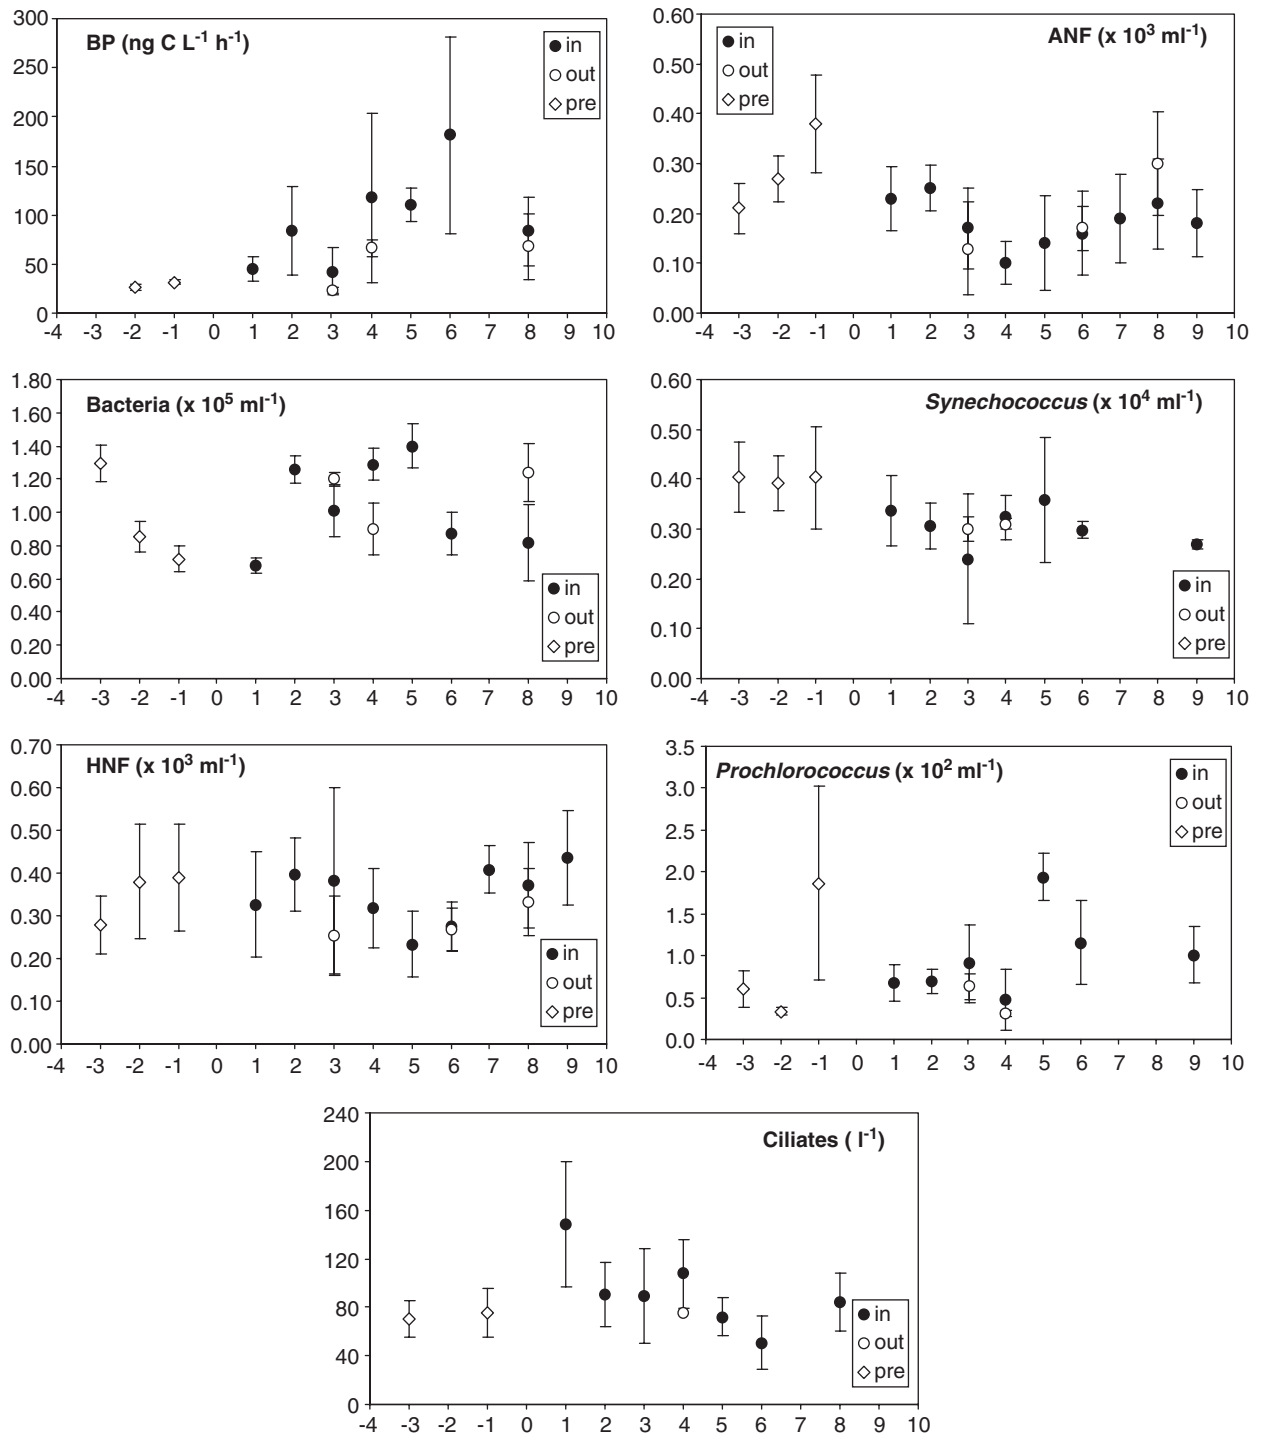 BP (ng C L⁻¹ h⁻¹)
300
250
200
150
100
50
0
-4 -3 -2 -1 0 1 2 3 4 5 6 7 8 9 10
in
out
pre
ANF (x 10³ ml⁻¹)
0.60
0.50
0.40
0.30
0.20
0.10
0.00
-4 -3 -2 -1 0 1 2 3 4 5 6 7 8 9 10
in
out
pre
Bacteria (x 10⁵ ml⁻¹)
1.80
1.60
1.40
1.20
1.00
0.80
0.60
0.40
0.20
0.00
-4 -3 -2 -1 0 1 2 3 4 5 6 7 8 9 10
in
out
pre
Synechococcus (x 10⁴ ml⁻¹)
0.60
0.50
0.40
0.30
0.20
0.10
0.00
-4 -3 -2 -1 0 1 2 3 4 5 6 7 8 9 10
in
out
pre
HNF (x 10³ ml⁻¹)
0.70
0.60
0.50
0.40
0.30
0.20
0.10
0.00
-4 -3 -2 -1 0 1 2 3 4 5 6 7 8 9 10
in
out
pre
Prochlorococcus (x 10² ml⁻¹)
3.5
3.0
2.5
2.0
1.5
1.0
0.5
0.0
-4 -3 -2 -1 0 1 2 3 4 5 6 7 8 9 10
in
out
pre
Ciliates ( l⁻¹)
240
200
160
120
80
40
0
-4 -3 -2 -1 0 1 2 3 4 5 6 7 8 9 10
in
out
pre